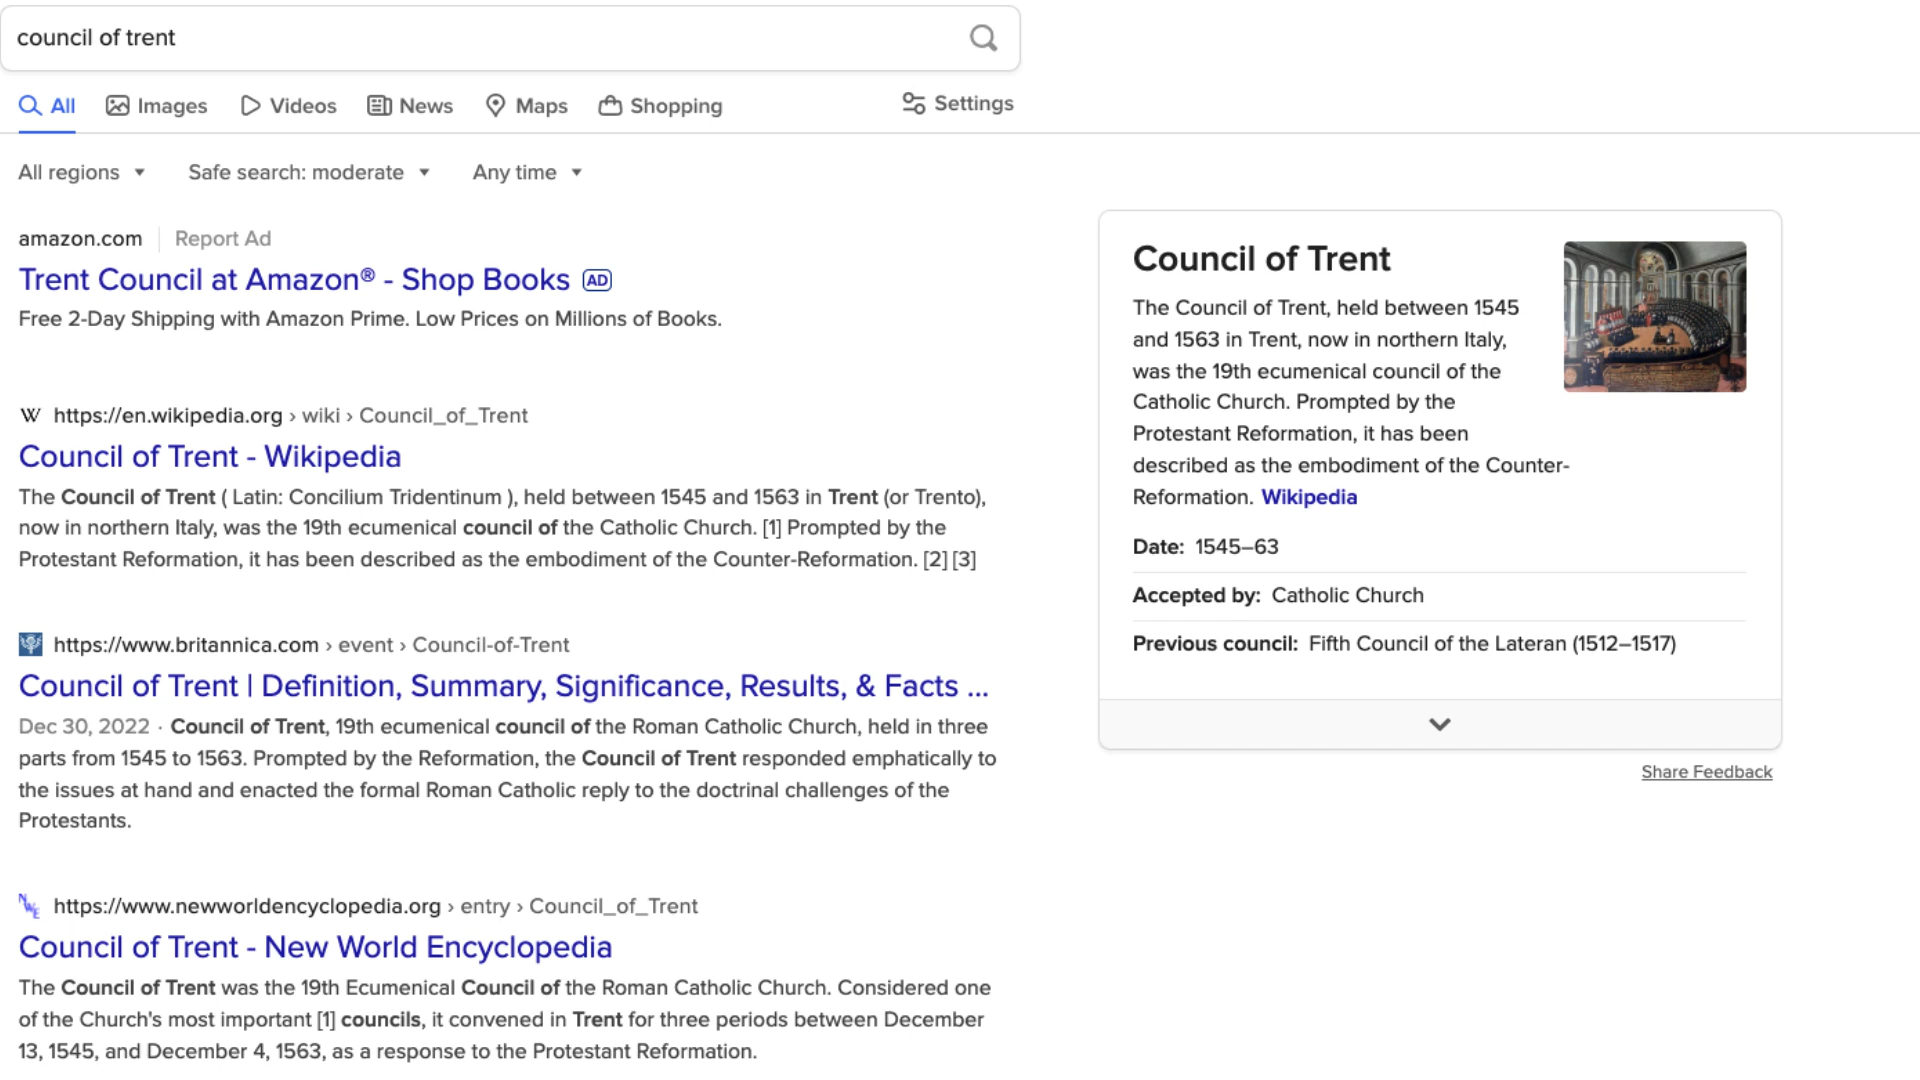 council of trent
All Images Videos News Maps Shopping Settings
All regions Safe search: moderate Any time
amazon.com Report Ad
Trent Council at Amazon® - Shop Books AD
Free 2-Day Shipping with Amazon Prime. Low Prices on Millions of Books.
W https://en.wikipedia.org › wiki › Council_of_Trent
Council of Trent - Wikipedia
The Council of Trent ( Latin: Concilium Tridentinum ), held between 1545 and 1563 in Trent (or Trento),
now in northern Italy, was the 19th ecumenical council of the Catholic Church. [1] Prompted by the
Protestant Reformation, it has been described as the embodiment of the Counter-Reformation. [2] [3]
https://www.britannica.com › event › Council-of-Trent
Council of Trent | Definition, Summary, Significance, Results, & Facts ...
Dec 30, 2022 · Council of Trent, 19th ecumenical council of the Roman Catholic Church, held in three
parts from 1545 to 1563. Prompted by the Reformation, the Council of Trent responded emphatically to
the issues at hand and enacted the formal Roman Catholic reply to the doctrinal challenges of the
Protestants.
NWE https://www.newworldencyclopedia.org › entry › Council_of_Trent
Council of Trent - New World Encyclopedia
The Council of Trent was the 19th Ecumenical Council of the Roman Catholic Church. Considered one
of the Church's most important [1] councils, it convened in Trent for three periods between December
13, 1545, and December 4, 1563, as a response to the Protestant Reformation.
Council of Trent
The Council of Trent, held between 1545
and 1563 in Trent, now in northern Italy,
was the 19th ecumenical council of the
Catholic Church. Prompted by the
Protestant Reformation, it has been
described as the embodiment of the Counter-
Reformation. Wikipedia
Date: 1545–63
Accepted by: Catholic Church
Previous council: Fifth Council of the Lateran (1512–1517)
Share Feedback